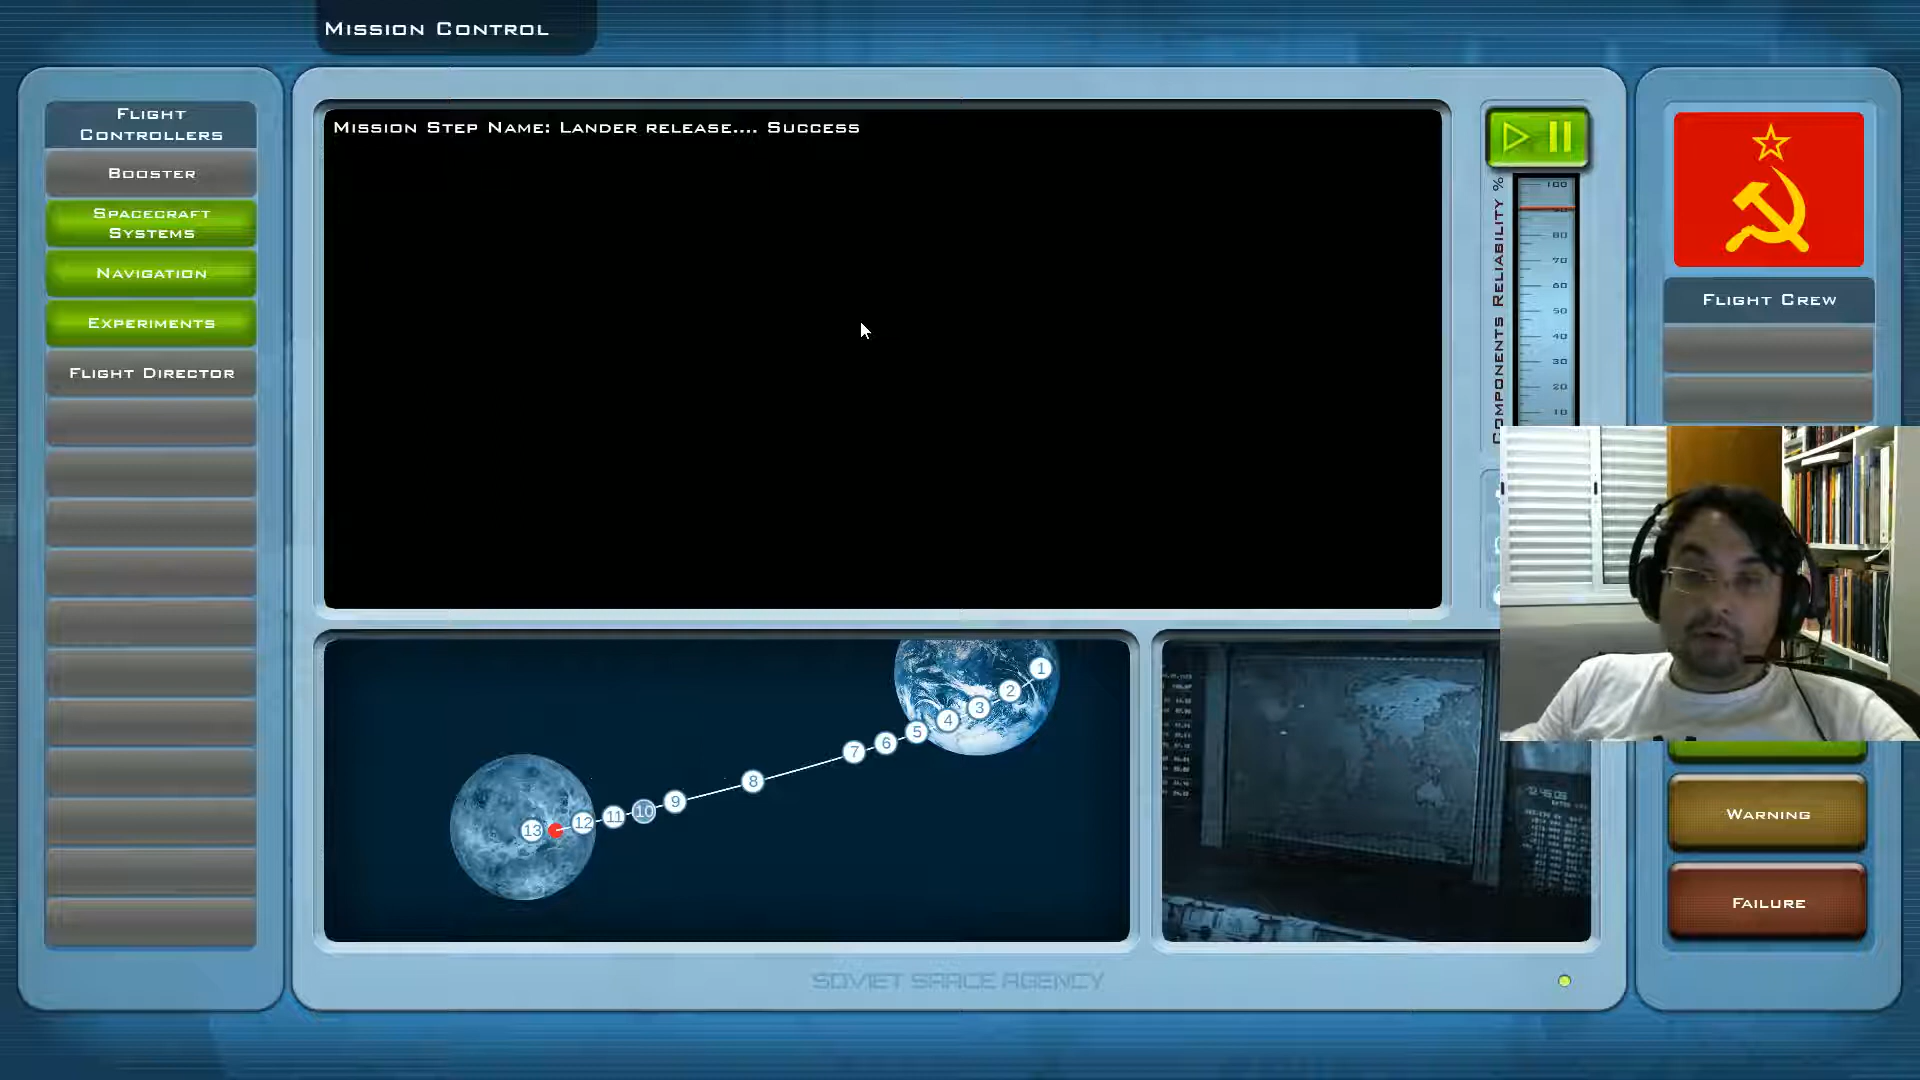 Mission Control
Flight
Controllers
Booster
Spacecraft
Systems
Navigation
Experiments
Flight Director
Mission Step Name: Lander release.... Success
Components Reliability %
100
90
80
70
60
50
40
30
20
10
Flight Crew
1
2
3
4
5
6
7
8
9
10
11
12
13
Warning
Failure
SOVIET SPACE AGENCY